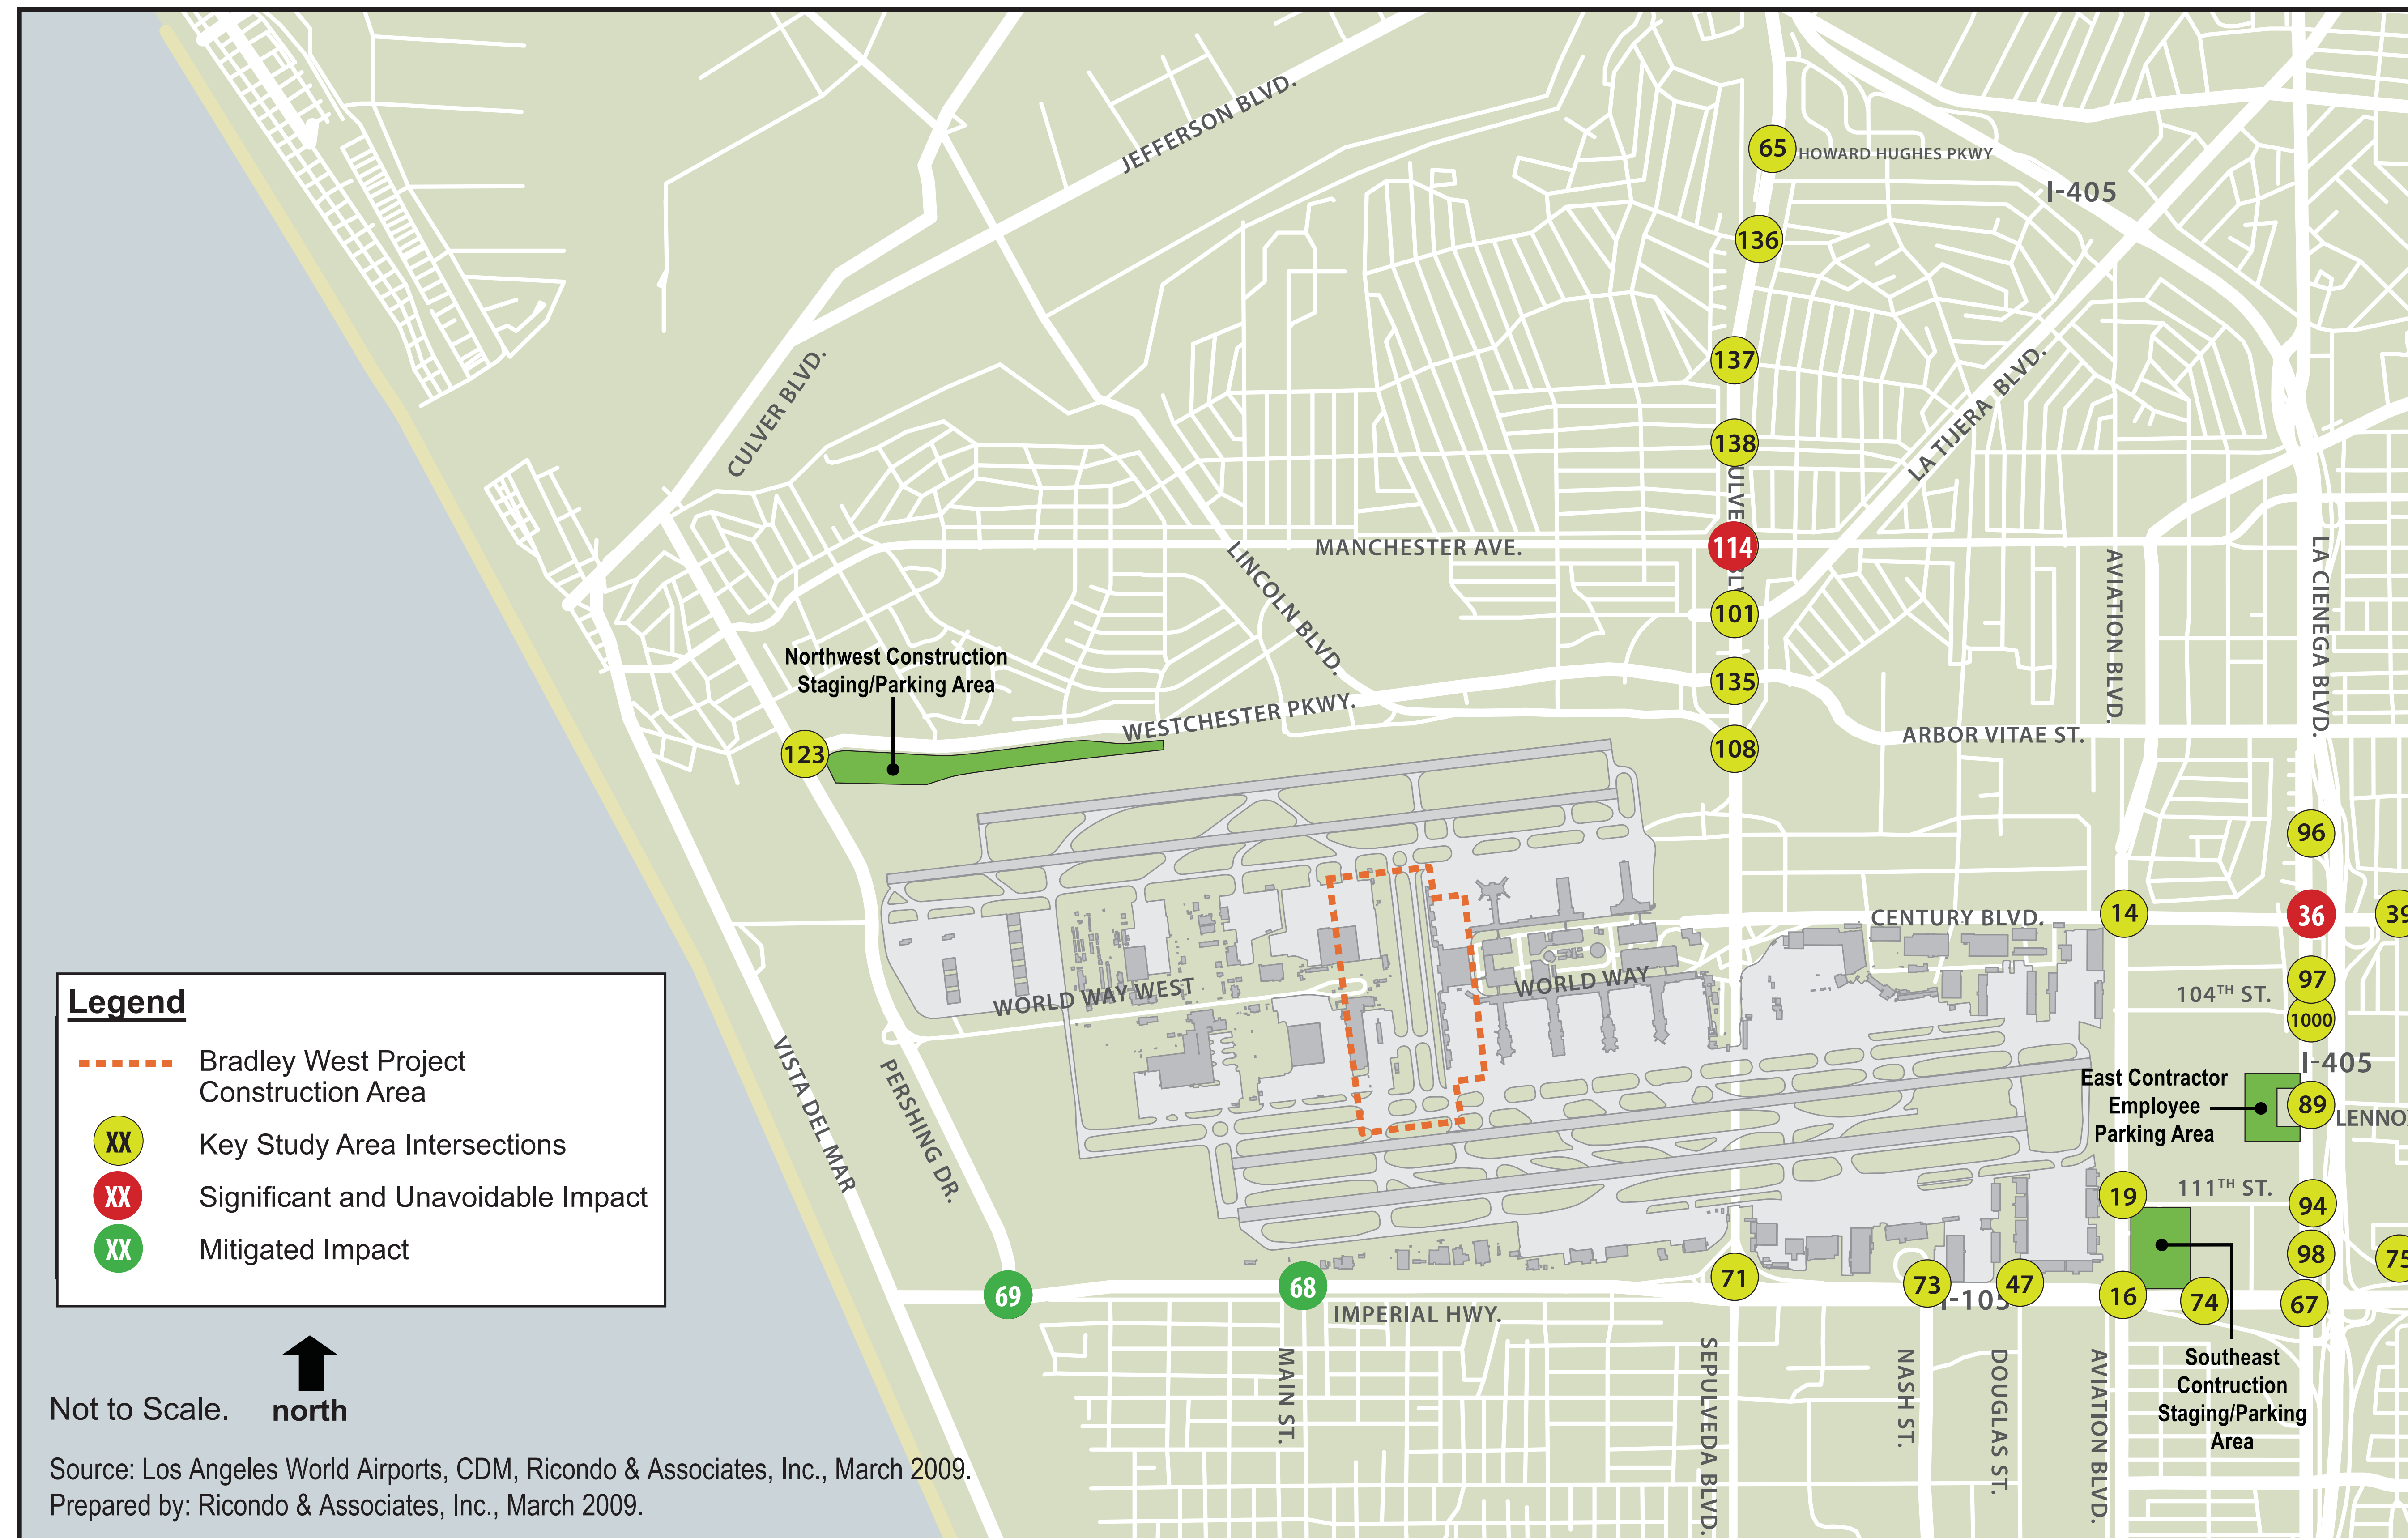 JEFFERSON BLVD.
65
HOWARD HUGHES PKWY
I-405
136
137
CULVER BLVD.
LA TIJERA BLVD.
138
MANCHESTER AVE.
114
LINCOLN BLVD.
AVIATION BLVD.
LA CIENEGA BLVD.
101
Northwest Construction
Staging/Parking Area
135
WESTCHESTER PKWY.
123
108
ARBOR VITAE ST.
96
CENTURY BLVD.
14
36
39
WORLD WAY WEST
WORLD WAY
97
104TH ST.
1000
I-405
East Contractor
Employee
Parking Area
89
VISTA DEL MAR
PERSHING DR.
19
111TH ST.
94
98
75
69
68
71
73
47
I-105
16
74
67
IMPERIAL HWY.
MAIN ST.
SEPULVEDA BLVD.
NASH ST.
DOUGLAS ST.
AVIATION BLVD.
Southeast
Contruction
Staging/Parking
Area
Legend
Bradley West Project
Construction Area
XX
Key Study Area Intersections
XX
Significant and Unavoidable Impact
XX
Mitigated Impact
Not to Scale.
north
Source: Los Angeles World Airports, CDM, Ricondo & Associates, Inc., March 2009.
Prepared by: Ricondo & Associates, Inc., March 2009.